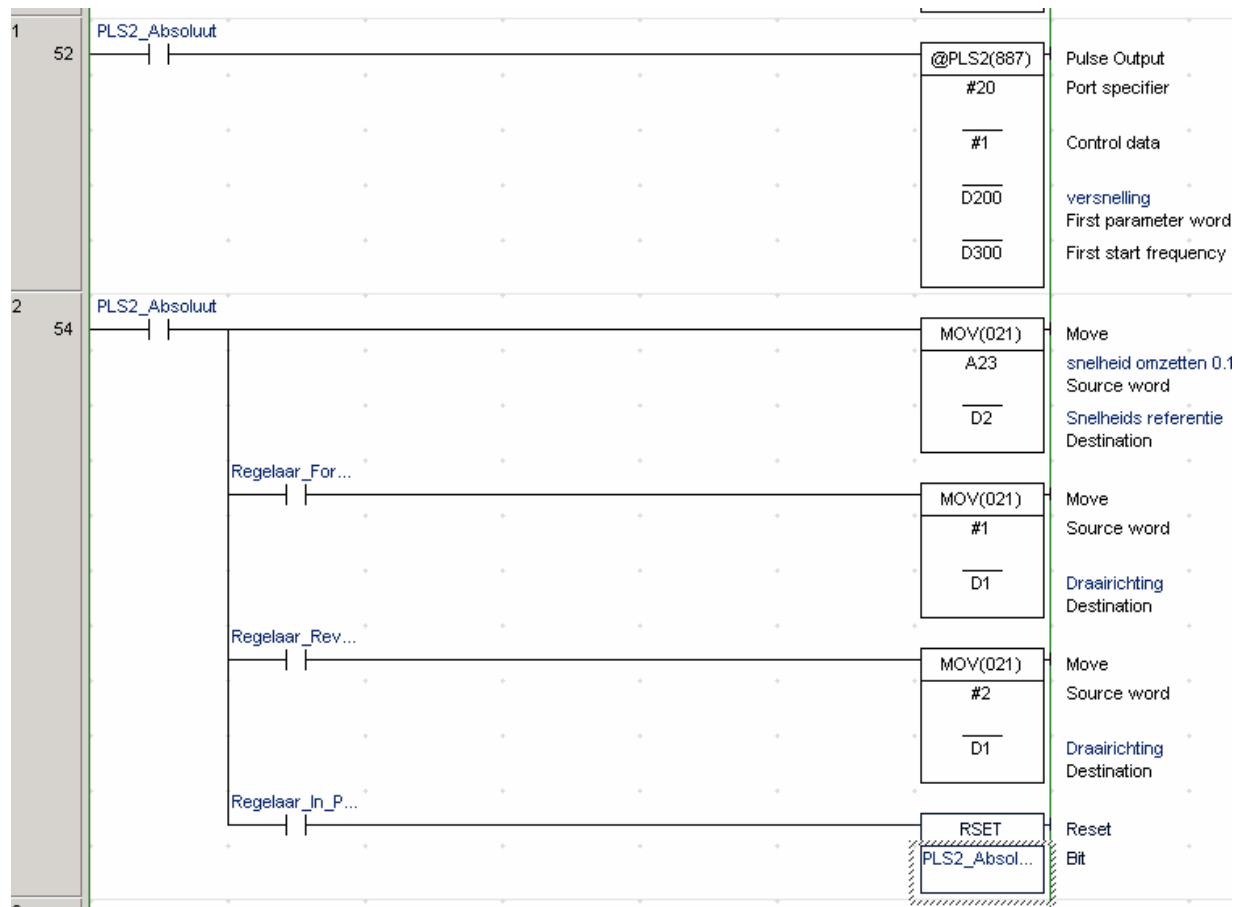 1
PLS2_Absoluut
52
@PLS2(887)
Pulse Output
#20
Port specifier
#1
Control data
D200
versnelling
First parameter word
D300
First start frequency
2
PLS2_Absoluut
54
MOV(021)
Move
A23
snelheid omzetten 0.1
Source word
D2
Snelheids referentie
Destination
Regelaar_For...
MOV(021)
Move
#1
Source word
D1
Draairichting
Destination
Regelaar_Rev...
MOV(021)
Move
#2
Source word
D1
Draairichting
Destination
Regelaar_In_P...
RSET
Reset
PLS2_Absol...
Bit